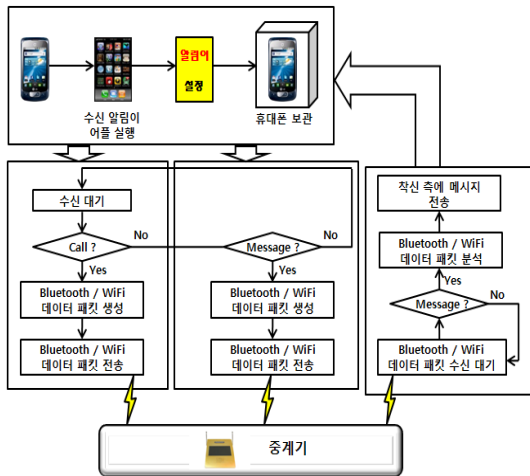 알림이
설정
수신 알림이
어플 실행
휴대폰 보관
수신 대기
Call ?
No
Yes
Bluetooth / WiFi
데이터 패킷 생성
Bluetooth / WiFi
데이터 패킷 전송
Message ?
No
Yes
Bluetooth / WiFi
데이터 패킷 생성
Bluetooth / WiFi
데이터 패킷 전송
착신 측에 메시지
전송
Bluetooth / WiFi
데이터 패킷 분석
Yes
Message ?
No
Bluetooth / WiFi
데이터 패킷 수신 대기
중계기